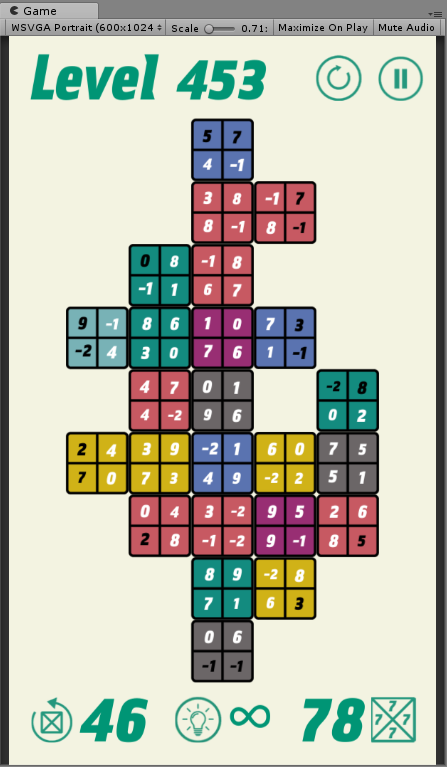 Game
WSVGA Portrait (600x1024 Scale 0.71: Maximize On Play Mute Audio
Level 453
5 7
4 -1
3 8 -1 7
8 -1 8 -1
0 8 -1 8
-1 1 6 7
9 -1 8 6 1 0 7 3
-2 4 3 0 7 6 1 -1
4 7 0 1 -2 8
4 -2 9 6 0 2
2 4 3 9 -2 1 6 0 7 5
7 0 7 3 4 9 -2 2 5 1
0 4 3 -2 9 5 2 6
2 8 -1 -2 9 -1 8 5
8 9 -2 8
7 1 6 3
0 6
-1 -1
46 ∞ 78 7 7 7 7